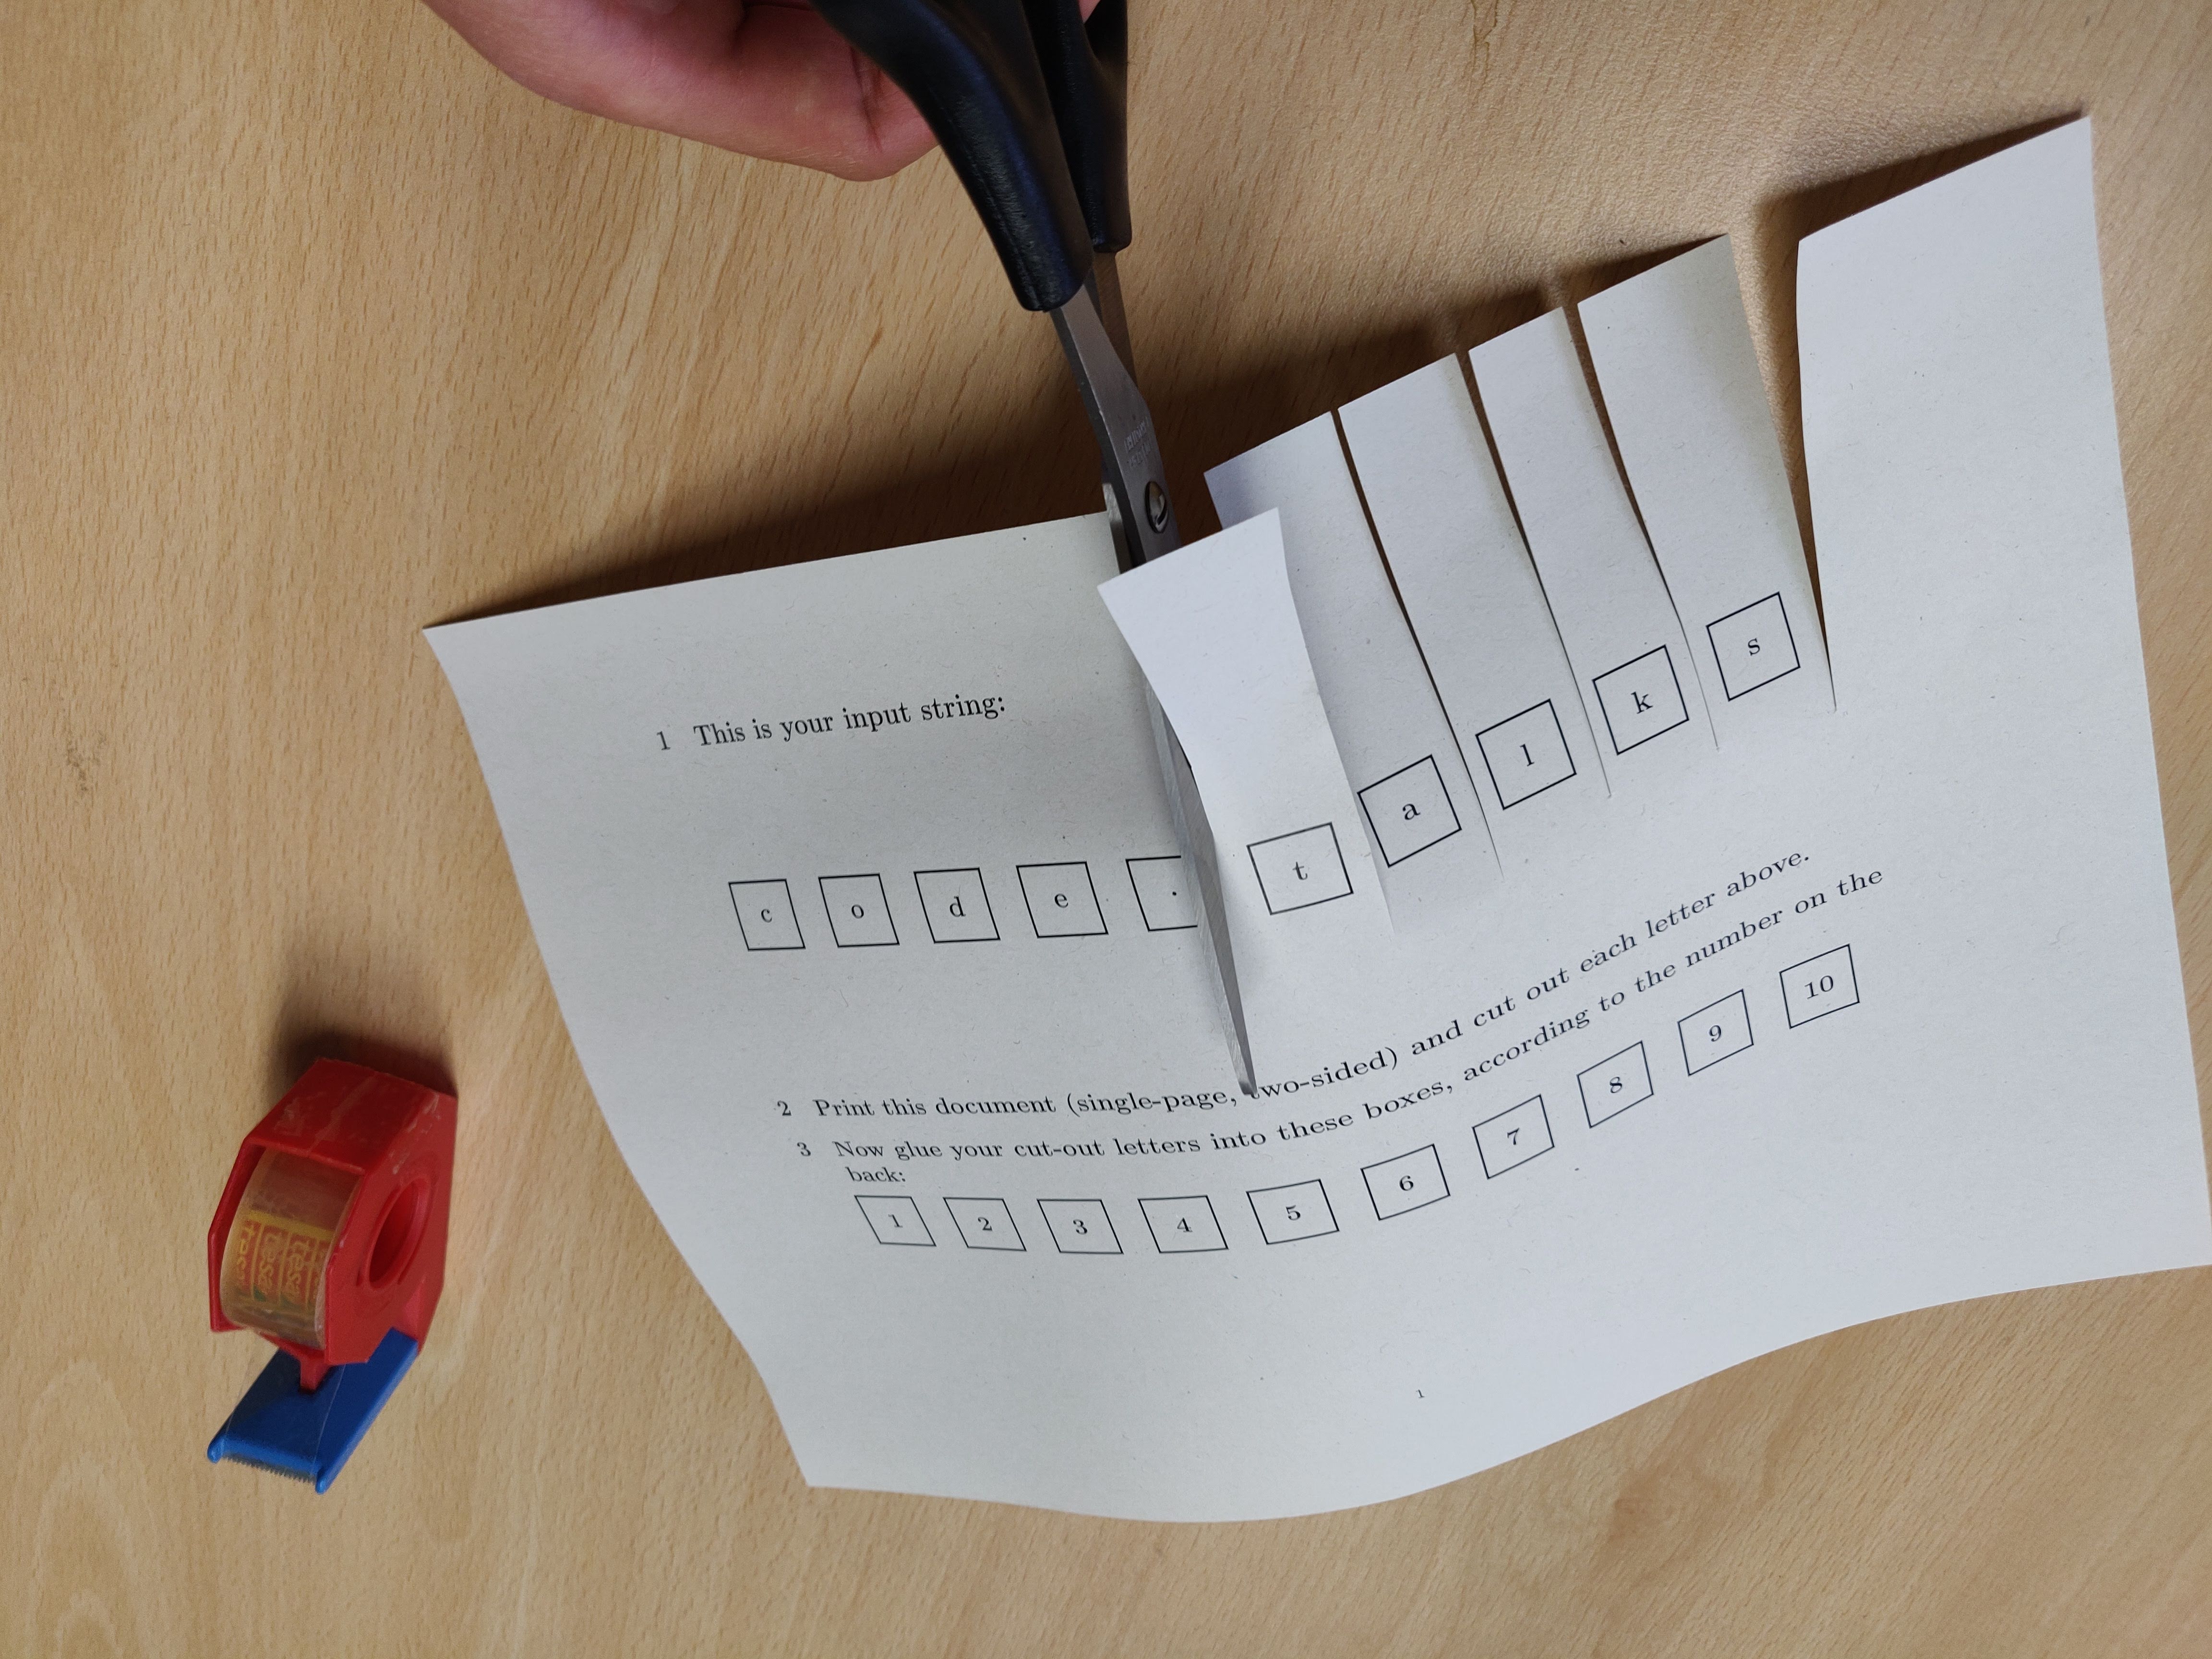 1 This is your input string:
c o d e . t a l k s
2 Print this document (single-page, two-sided) and cut out each letter above.
3 Now glue your cut-out letters into these boxes, according to the number on the
back:
1 2 3 4 5 6 7 8 9 10
1
tesa
tesa
tesa